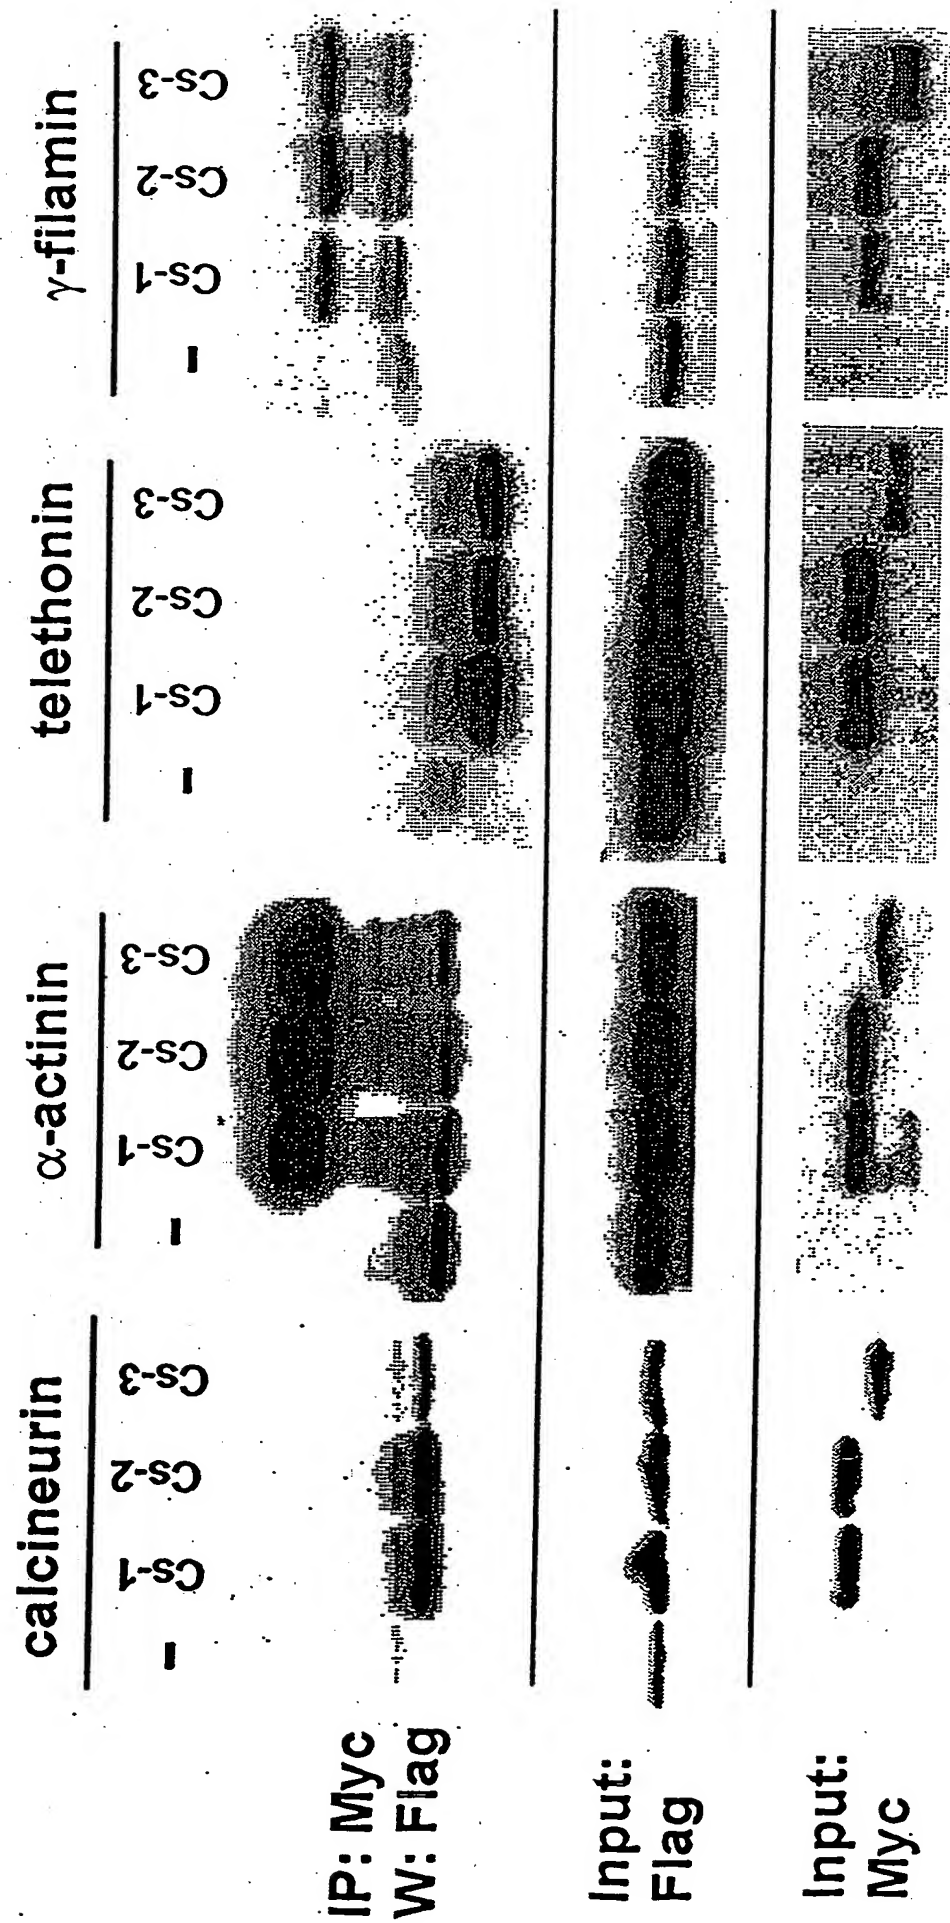 calcineurin
α-actinin
telethonin
γ-filamin
– Cs-1 Cs-2 Cs-3
– Cs-1 Cs-2 Cs-3
– Cs-1 Cs-2 Cs-3
– Cs-1 Cs-2 Cs-3
IP: Myc
W: Flag
Input:
Flag
Input:
Myc